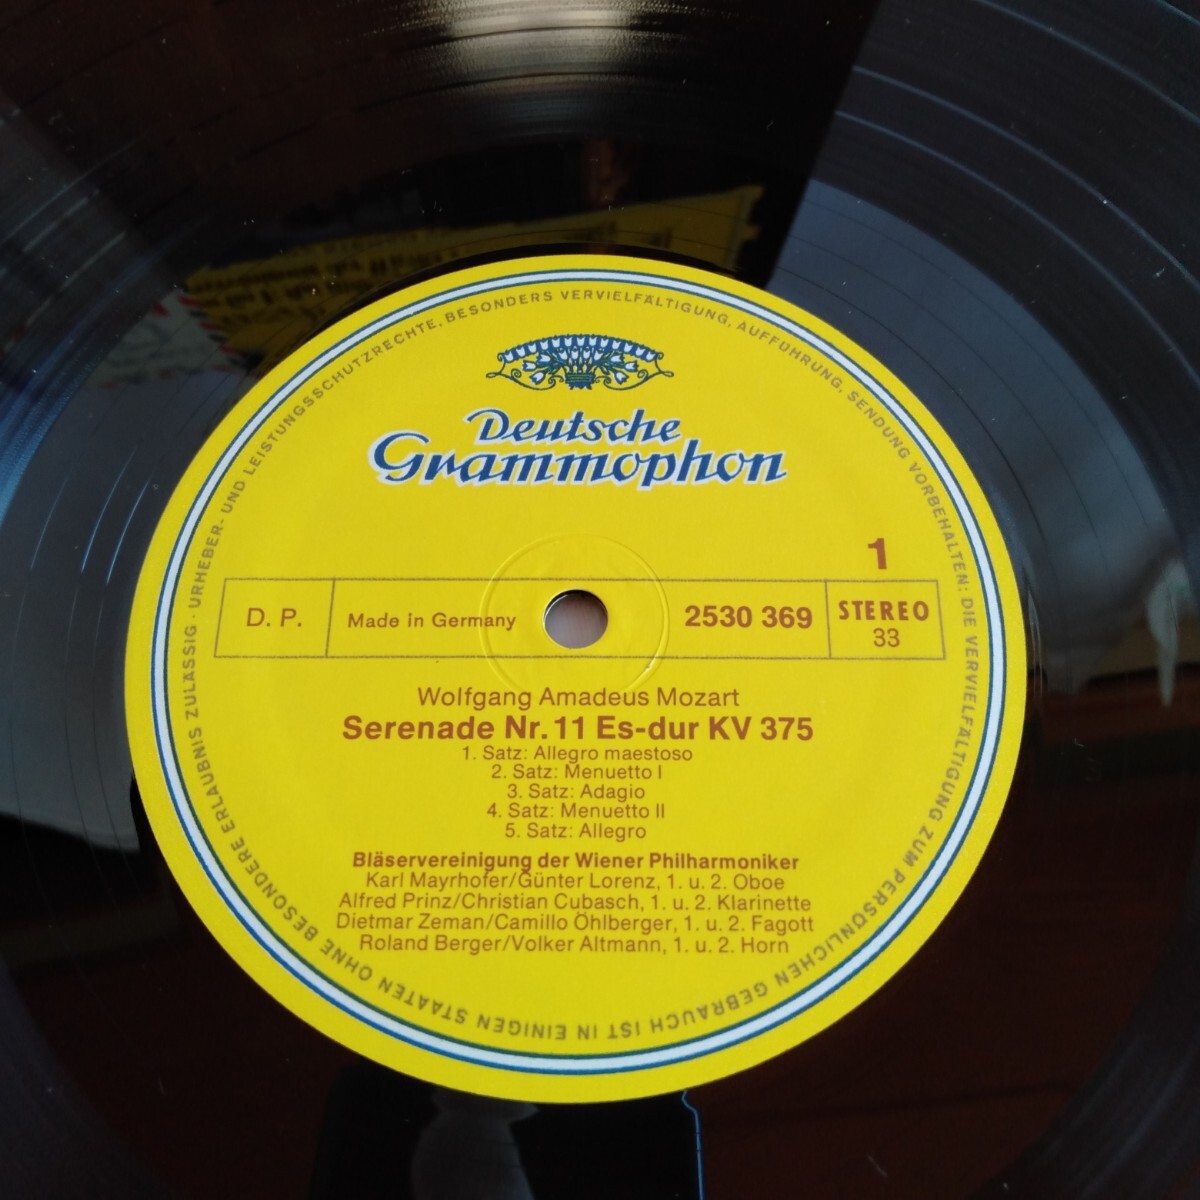 Deutsche
Grammophon
1
D. P.
Made in Germany
2530 369
STEREO
33
Wolfgang Amadeus Mozart
Serenade Nr. 11 Es-dur KV 375
1. Satz: Allegro maestoso
2. Satz: Menuetto I
3. Satz: Adagio
4. Satz: Menuetto II
5. Satz: Allegro
Bläservereinigung der Wiener Philharmoniker
Karl Mayrhofer/Günter Lorenz, 1. u. 2. Oboe
Alfred Prinz/Christian Cubasch, 1. u. 2. Klarinette
Dietmar Zeman/Camillo Öhlberger, 1. u. 2. Fagott
Roland Berger/Volker Altmann, 1. u. 2. Horn
URHEBER- UND LEISTUNGSSCHUTZRECHTE, BESONDERS VERVIELFÄLTIGUNG, AUFFÜHRUNG, SENDUNG VORBEHALTEN; DIE VERVIELFÄLTIGUNG ZUM PERSÖNLICHEN GEBRAUCH IST IN EINIGEN STAATEN OHNE BESONDERE ERLAUBNIS ZULÄSSIG ·